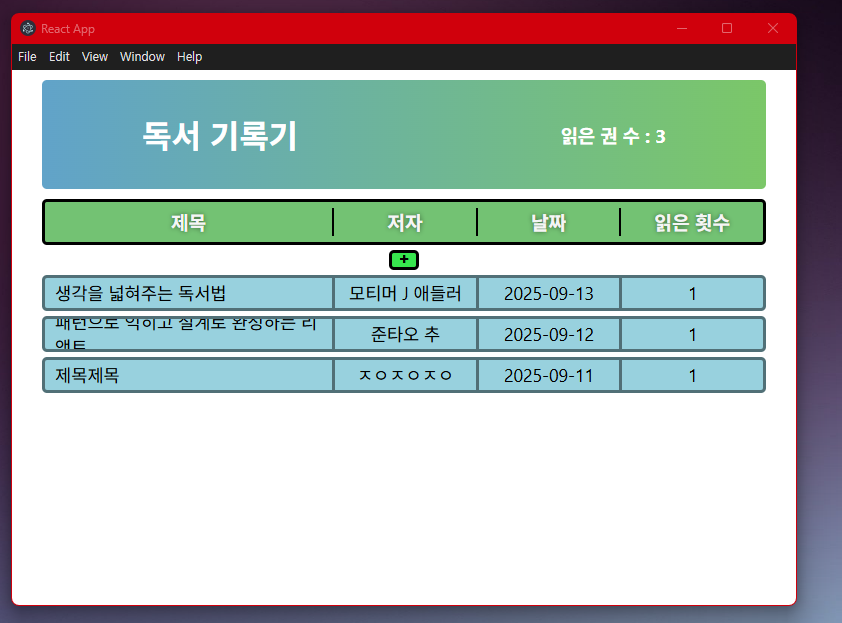 React App
File Edit View Window Help
독서 기록기
읽은 권 수 : 3
제목 저자 날짜 읽은 횟수
+
생각을 넓혀주는 독서법 모티머 J 애들러 2025-09-13 1
패턴으로 익히고 설계로 완성하는 리
액트 준타오 추 2025-09-12 1
제목제목 ㅈㅇㅈㅇㅈㅇ 2025-09-11 1